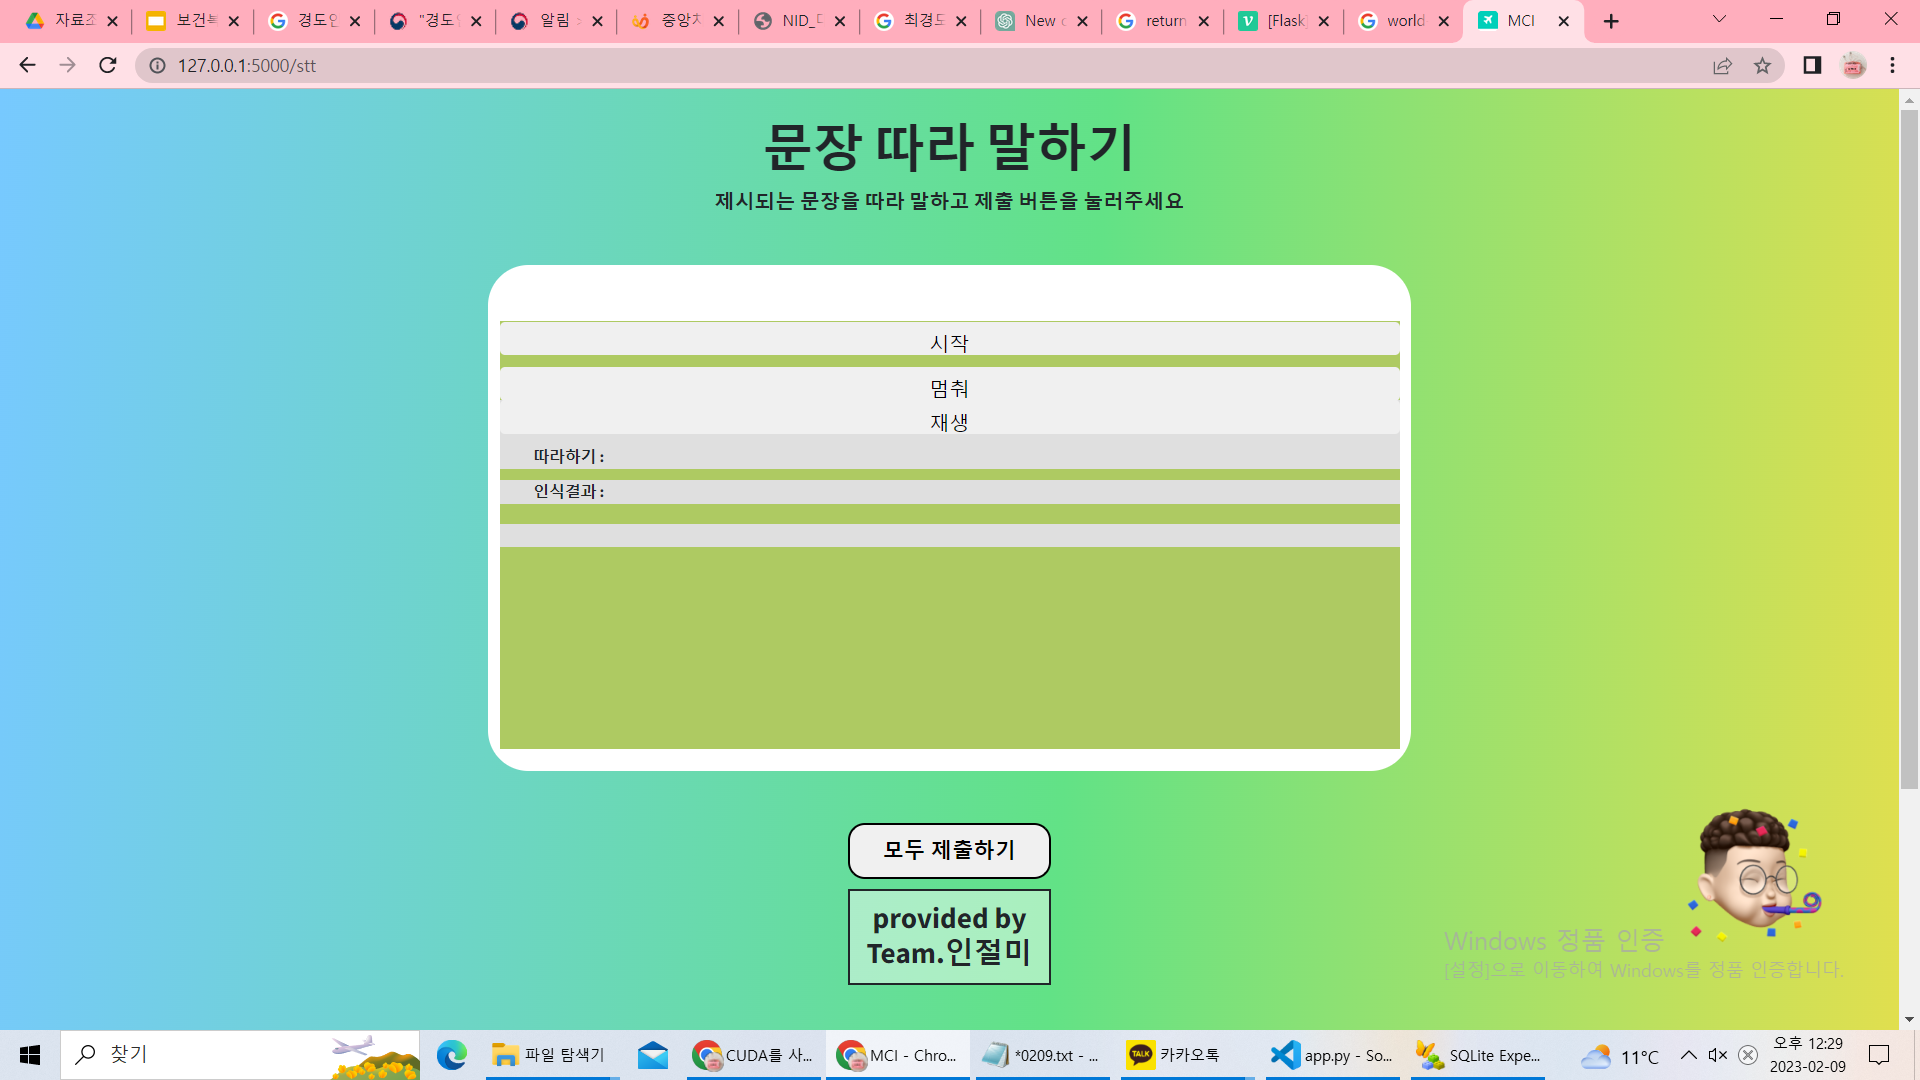 자료조
보건복
경도인
"경도인
알림 >
중앙치
NID_다
최경도
New c
return
[Flask]
world
MCI
127.0.0.1:5000/stt
문장 따라 말하기
제시되는 문장을 따라 말하고 제출 버튼을 눌러주세요
시작
멈춰
재생
따라하기 :
인식결과 :
모두 제출하기
provided by
Team.인절미
Windows 정품 인증
[설정]으로 이동하여 Windows를 정품 인증합니다.
찾기
파일 탐색기
CUDA를 사...
MCI - Chro...
*0209.txt - ...
TALK
카카오톡
app.py - So...
SQLite Expe...
11°C
오후 12:29
2023-02-09